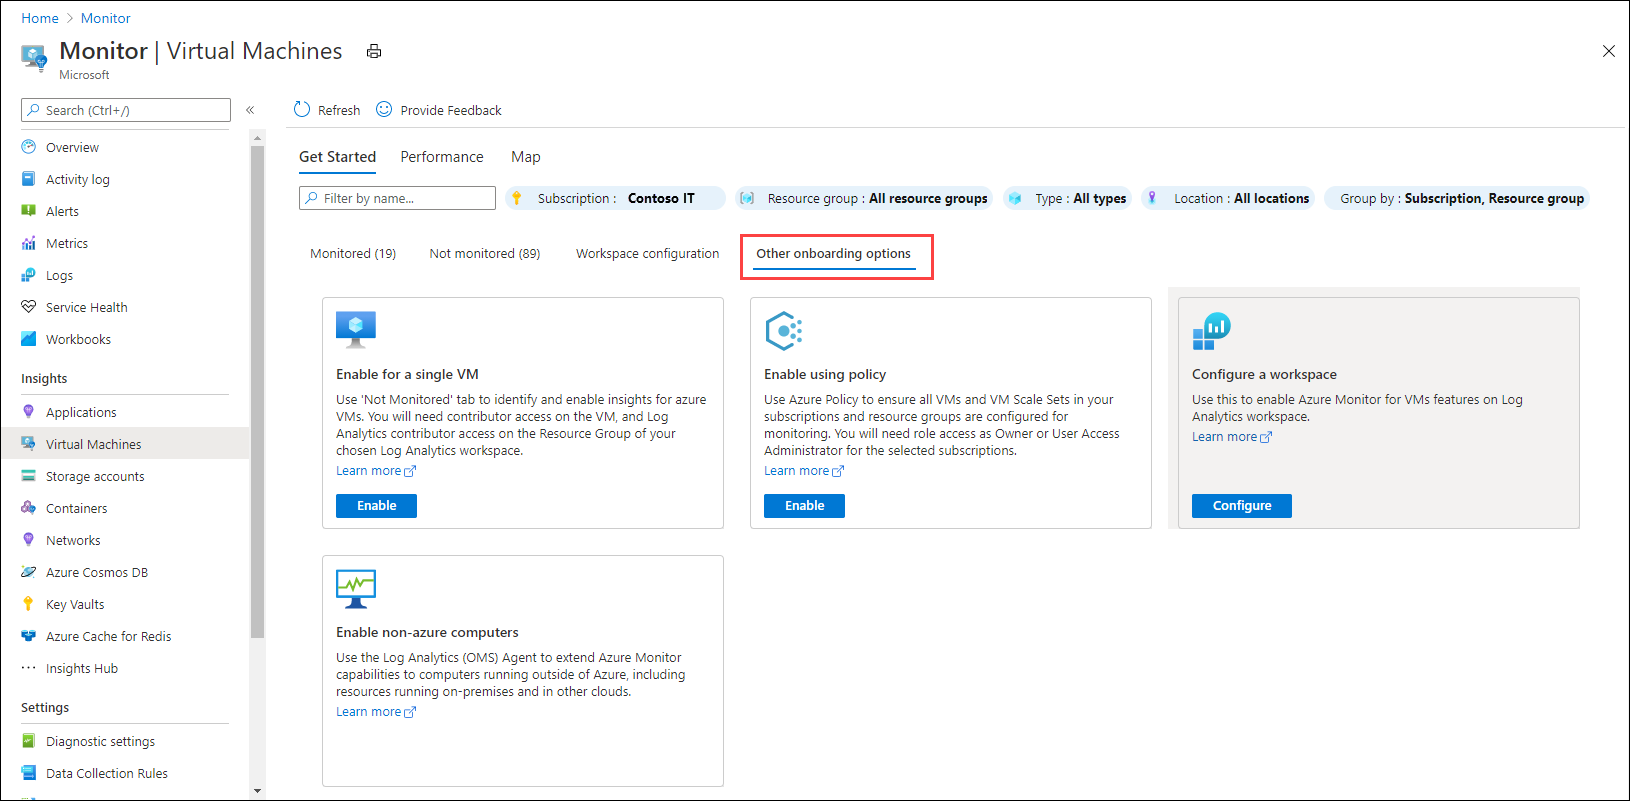 Home > Monitor
Monitor | Virtual Machines
Microsoft
Search (Ctrl+/)
«
Overview
Activity log
Alerts
Metrics
Logs
Service Health
Workbooks
Insights
Applications
Virtual Machines
Storage accounts
Containers
Networks
Azure Cosmos DB
Key Vaults
Azure Cache for Redis
Insights Hub
Settings
Diagnostic settings
Data Collection Rules
Refresh Provide Feedback
Get Started Performance Map
Filter by name... Subscription : Contoso IT Resource group : All resource groups Type : All types Location : All locations Group by : Subscription, Resource group
Monitored (19) Not monitored (89) Workspace configuration Other onboarding options
Enable for a single VM
Use 'Not Monitored' tab to identify and enable insights for azure
VMs. You will need contributor access on the VM, and Log
Analytics contributor access on the Resource Group of your
chosen Log Analytics workspace.
Learn more
Enable
Enable using policy
Use Azure Policy to ensure all VMs and VM Scale Sets in your
subscriptions and resource groups are configured for
monitoring. You will need role access as Owner or User Access
Administrator for the selected subscriptions.
Learn more
Enable
Configure a workspace
Use this to enable Azure Monitor for VMs features on Log
Analytics workspace.
Learn more
Configure
Enable non-azure computers
Use the Log Analytics (OMS) Agent to extend Azure Monitor
capabilities to computers running outside of Azure, including
resources running on-premises and in other clouds.
Learn more